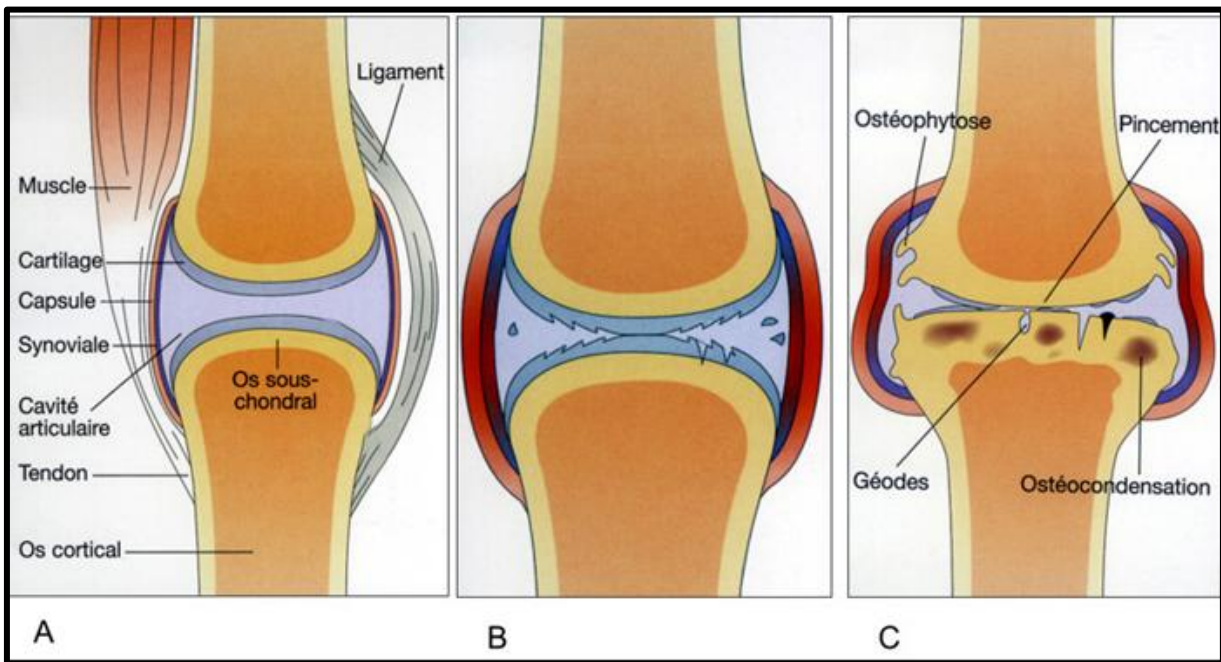 Ligament
Muscle
Cartilage
Capsule
Synoviale
Os sous-
chondral
Cavité
articulaire
Tendon
Os cortical
A
B
Ostéophytose
Pincement
Géodes
Ostéocondensation
C